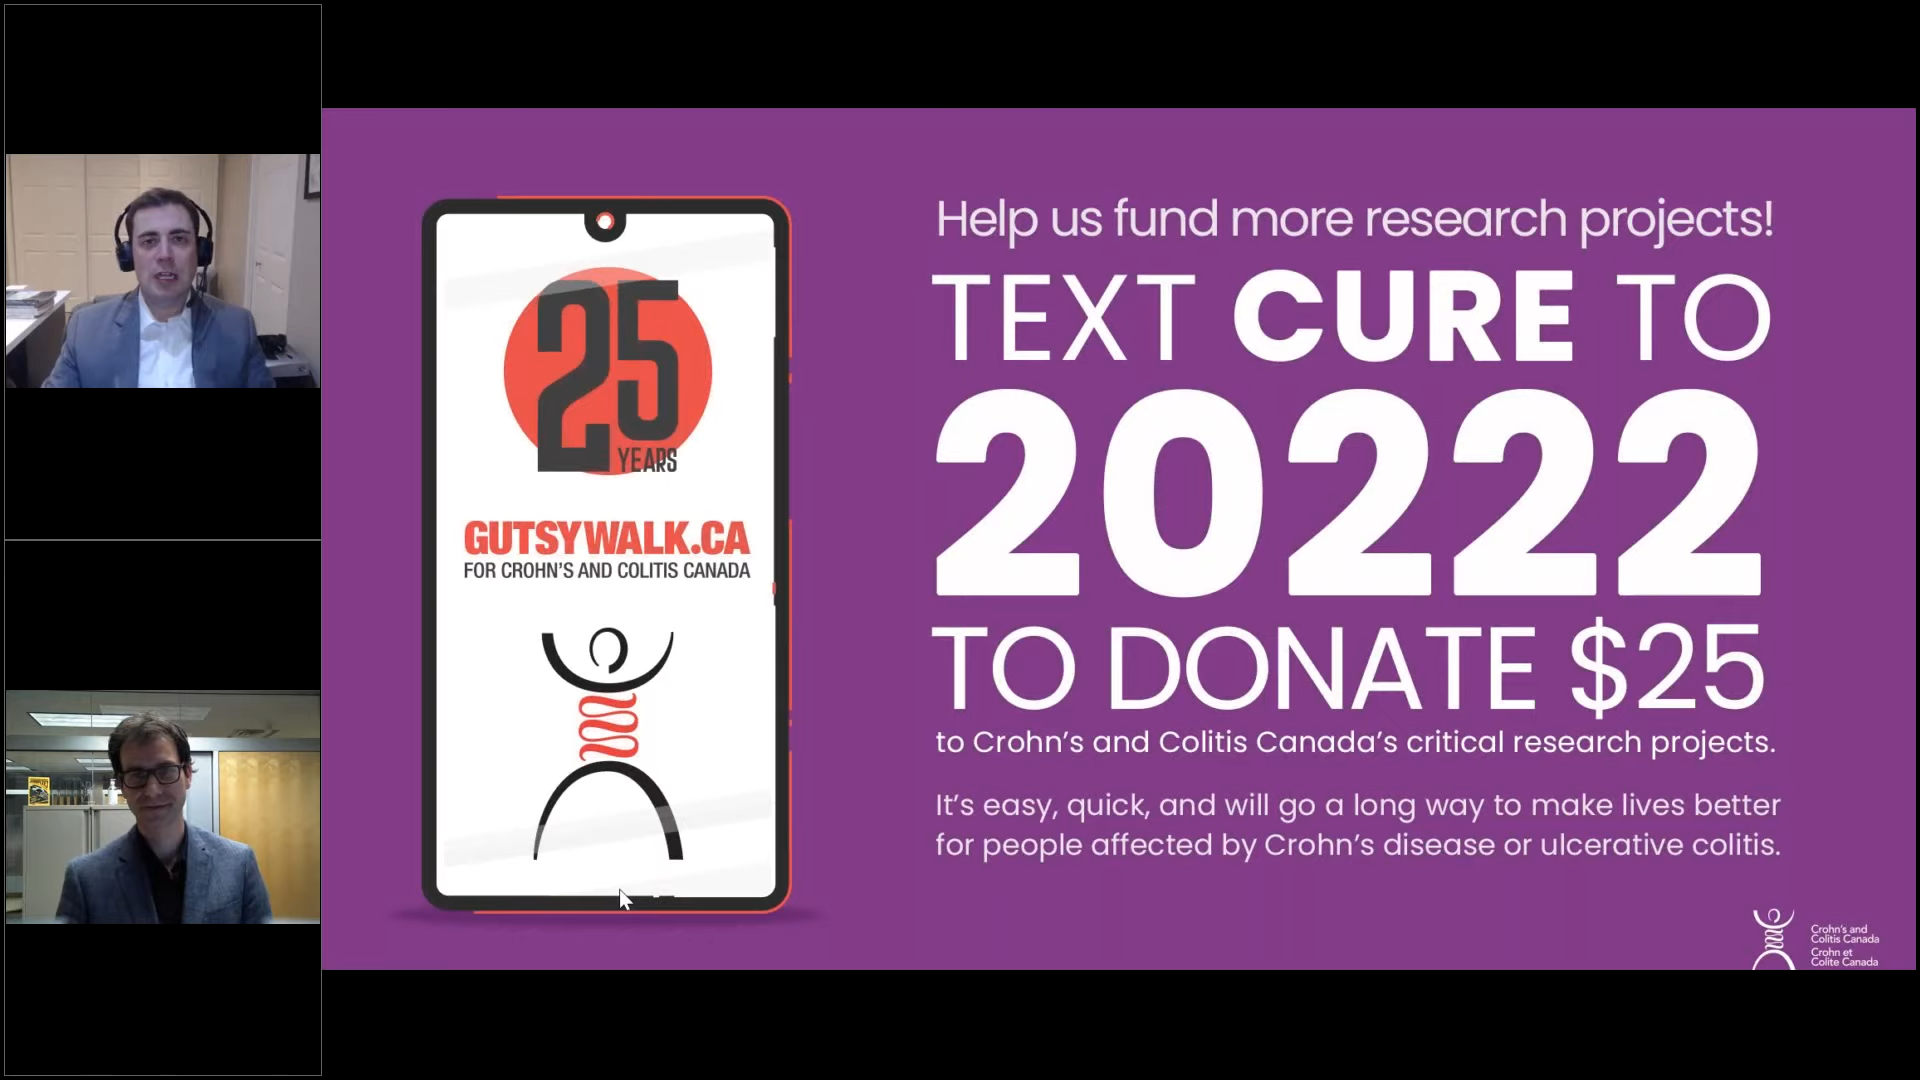 25
YEARS
GUTSYWALK.CA
FOR CROHN'S AND COLITIS CANADA
Help us fund more research projects!
TEXT CURE TO
20222
TO DONATE $25
to Crohn's and Colitis Canada's critical research projects.
It's easy, quick, and will go a long way to make lives better
for people affected by Crohn's disease or ulcerative colitis.
Crohn's and
Colitis Canada
Crohn et
Colite Canada